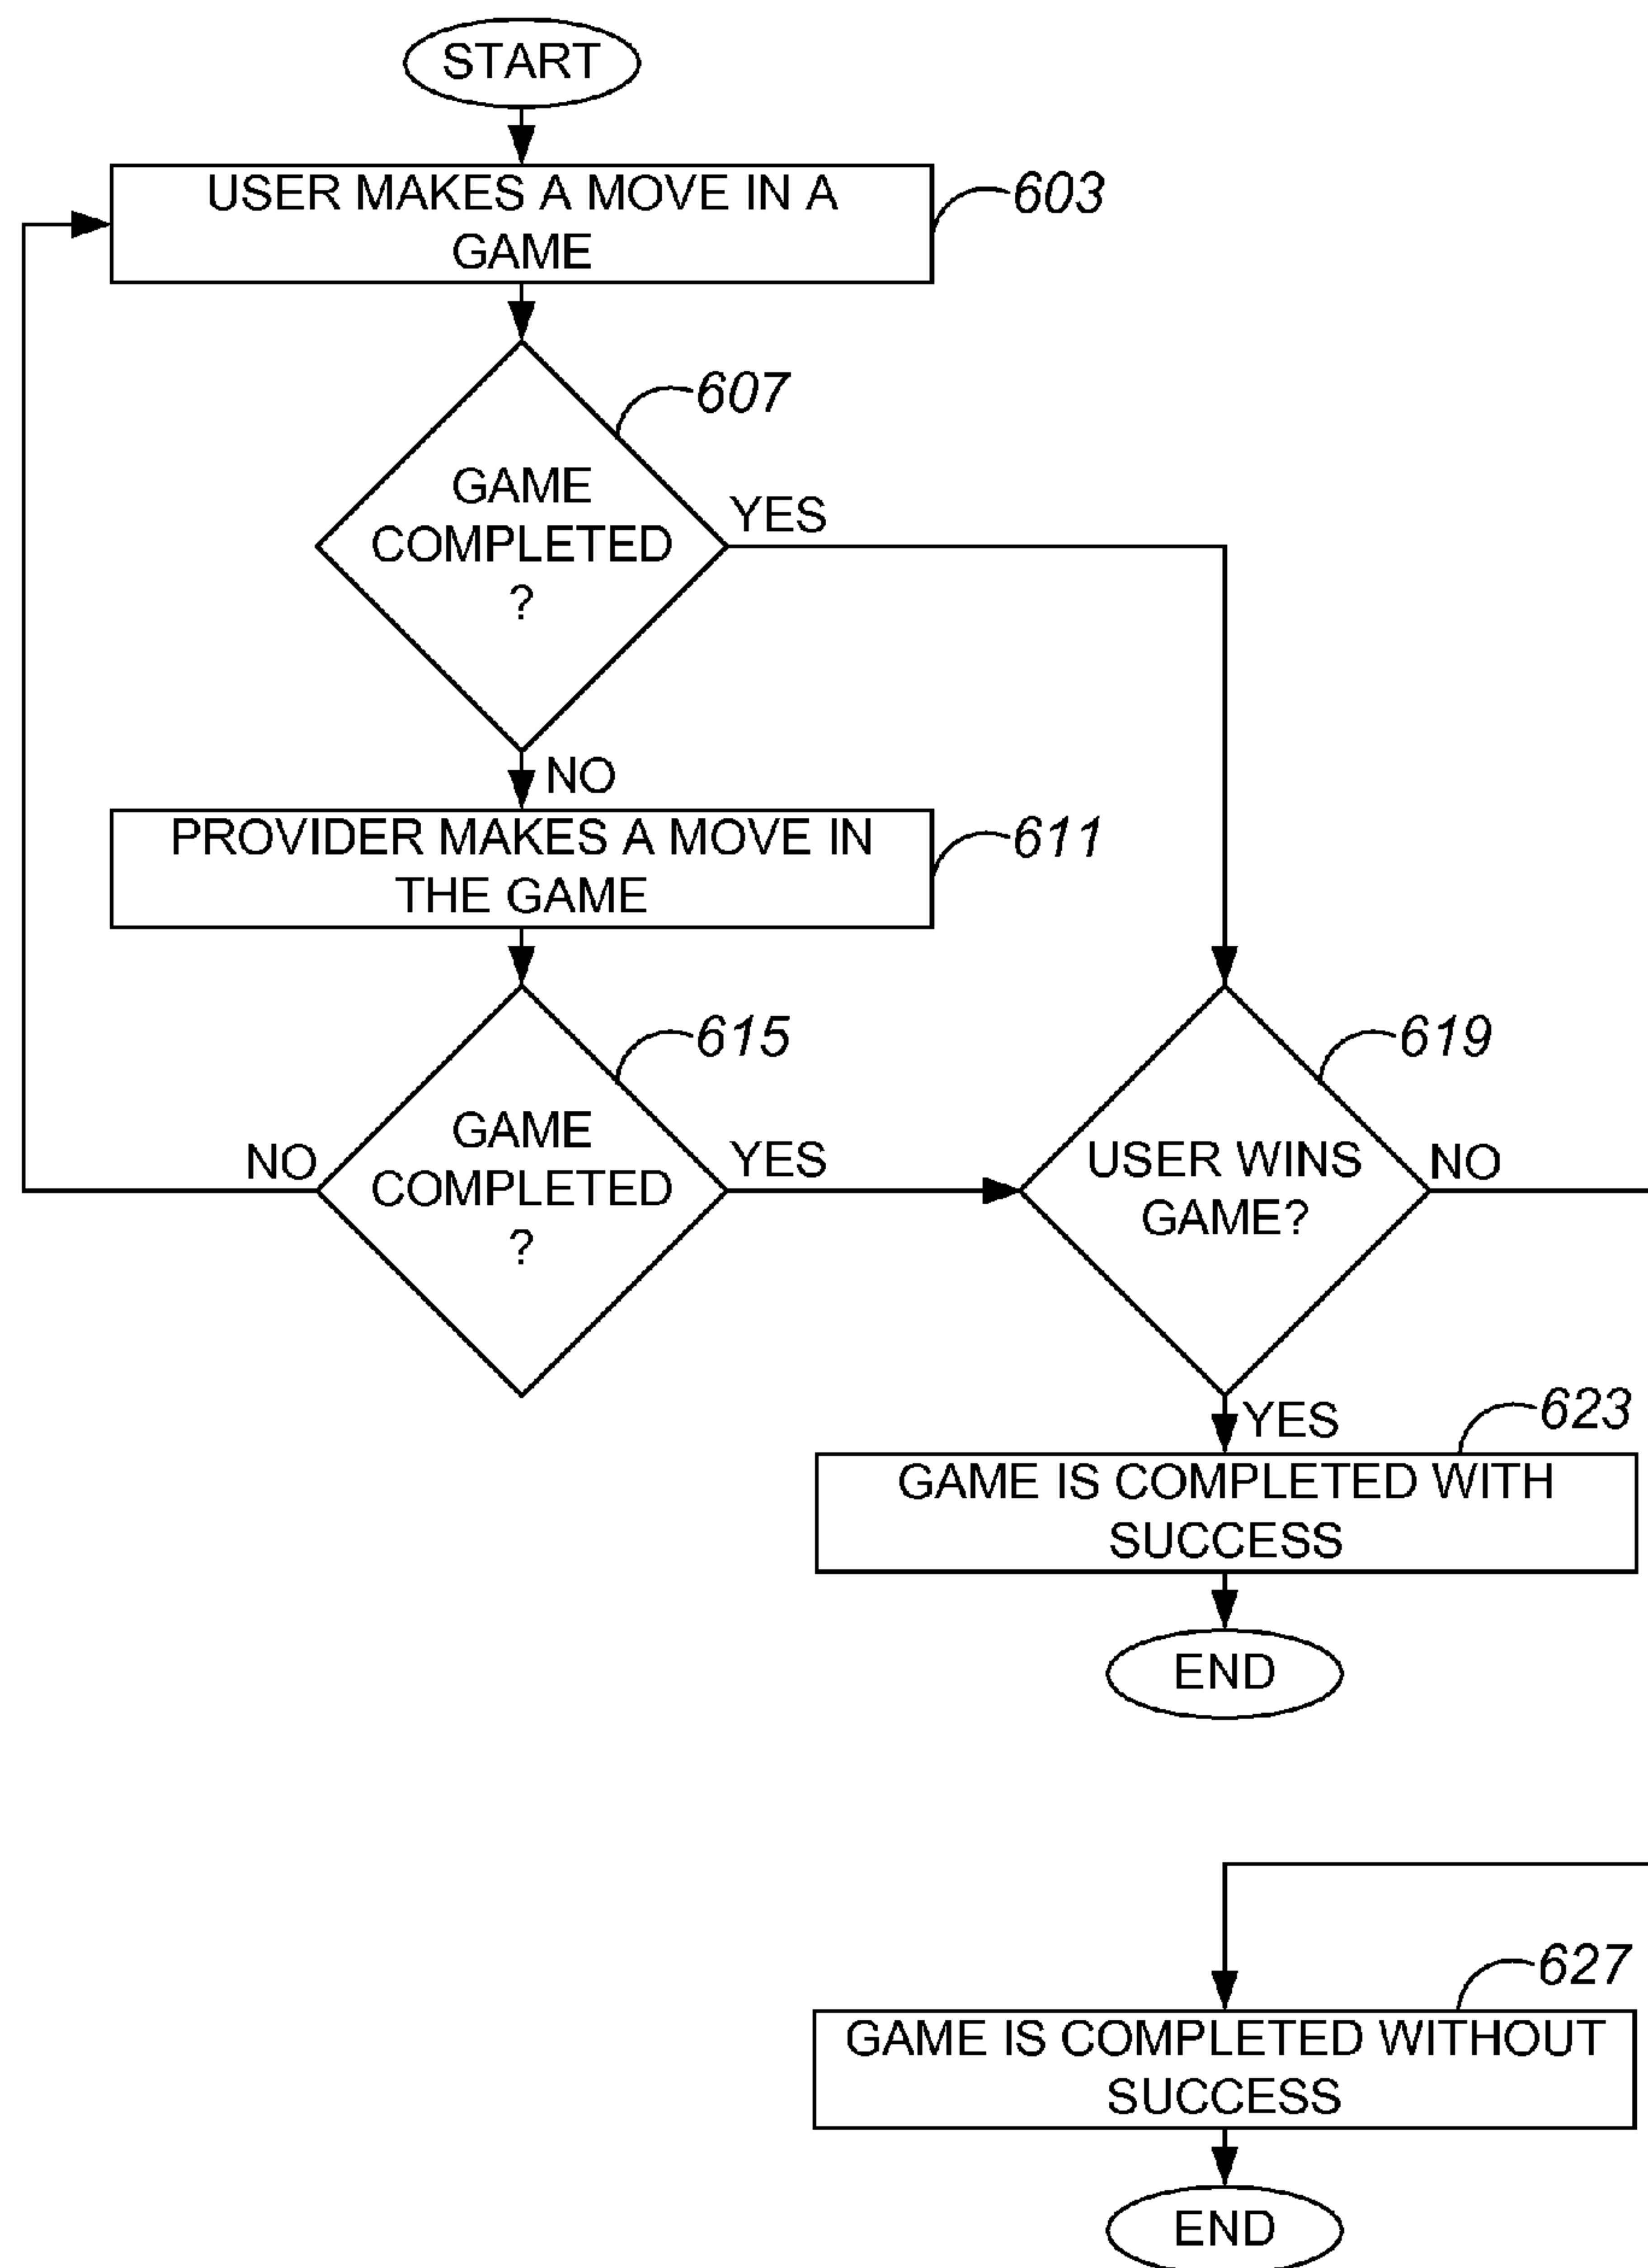 START
USER MAKES A MOVE IN A
GAME
603
607
GAME
COMPLETED
?
YES
NO
PROVIDER MAKES A MOVE IN
THE GAME
611
615
GAME
COMPLETED
?
NO
YES
619
USER WINS
GAME?
NO
YES
623
GAME IS COMPLETED WITH
SUCCESS
END
627
GAME IS COMPLETED WITHOUT
SUCCESS
END